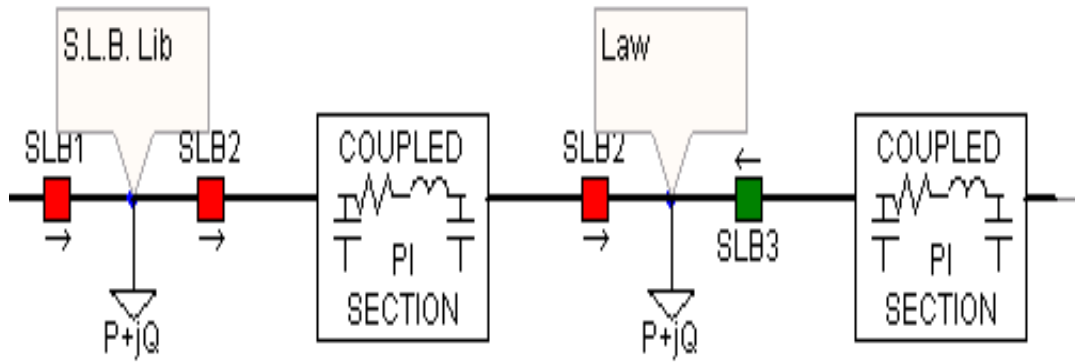 S.L.B. Lib
Law
SLB1
SLB2
COUPLED
PI
SECTION
P+jQ
SLB2
SLB3
COUPLED
PI
SECTION
P+jQ